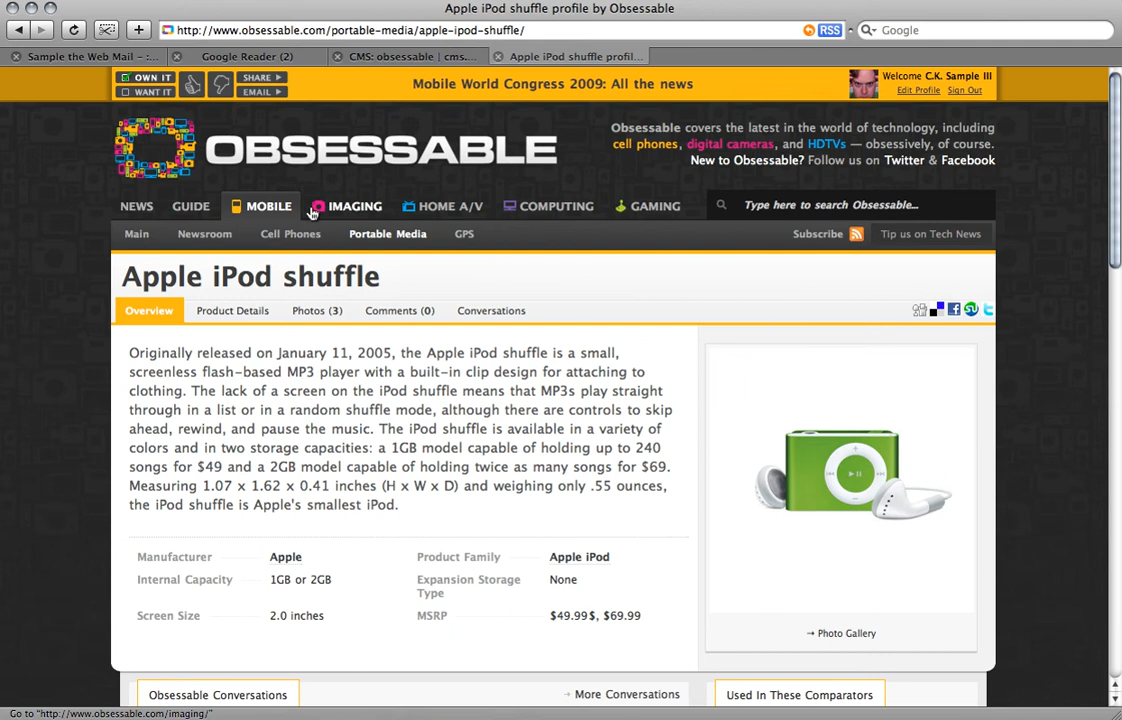 Apple iPod shuffle profile by Obsessable
http://www.obsessable.com/portable-media/apple-ipod-shuffle/
RSS
Google
Sample the Web Mail – :...
Google Reader (2)
CMS: obsessable | cms...
Apple iPod shuffle profil...
OWN IT
WANT IT
SHARE
EMAIL
Mobile World Congress 2009: All the news
Welcome C.K. Sample III
Edit Profile Sign Out
OBSESSABLE
Obsessable covers the latest in the world of technology, including
cell phones, digital cameras, and HDTVs — obsessively, of course.
New to Obsessable? Follow us on Twitter & Facebook
NEWS GUIDE MOBILE IMAGING HOME A/V COMPUTING GAMING
Type here to search Obsessable...
Main Newsroom Cell Phones Portable Media GPS
Subscribe
Tip us on Tech News
Apple iPod shuffle
Overview Product Details Photos (3) Comments (0) Conversations
Originally released on January 11, 2005, the Apple iPod shuffle is a small,
screenless flash-based MP3 player with a built-in clip design for attaching to
clothing. The lack of a screen on the iPod shuffle means that MP3s play straight
through in a list or in a random shuffle mode, although there are controls to skip
ahead, rewind, and pause the music. The iPod shuffle is available in a variety of
colors and in two storage capacities: a 1GB model capable of holding up to 240
songs for $49 and a 2GB model capable of holding twice as many songs for $69.
Measuring 1.07 x 1.62 x 0.41 inches (H x W x D) and weighing only .55 ounces,
the iPod shuffle is Apple's smallest iPod.
Manufacturer Apple
Product Family Apple iPod
Internal Capacity 1GB or 2GB
Expansion Storage
Type
None
Screen Size 2.0 inches
MSRP $49.99$, $69.99
→ Photo Gallery
Obsessable Conversations
→ More Conversations
Used In These Comparators
Go to "http://www.obsessable.com/imaging/"